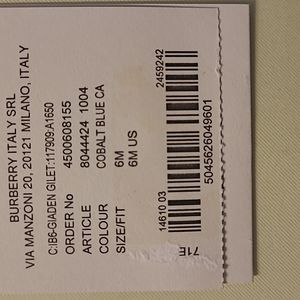 BURBERRY ITALY SRL
VIA MANZONI 20, 20121 MILANO, ITALY
C:IB6-GIADEN GILET:117909:A1650
ORDER No 4500608155
ARTICLE 8044424 1004
COLOUR COBALT BLUE CA
SIZE/FIT 6M
6M US
14610 03 2459242
5045626049601
71E